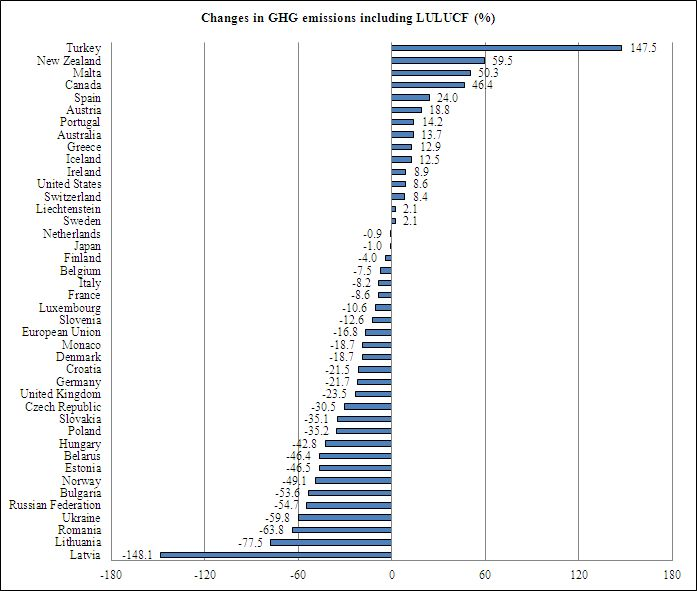 Changes in GHG emissions including LULUCF (%)
Turkey 147.5
New Zealand 59.5
Malta 50.3
Canada 46.4
Spain 24.0
Austria 18.8
Portugal 14.2
Australia 13.7
Greece 12.9
Iceland 12.5
Ireland 8.9
United States 8.6
Switzerland 8.4
Liechtenstein 2.1
Sweden 2.1
Netherlands -0.9
Japan -1.0
Finland -4.0
Belgium -7.5
Italy -8.2
France -8.6
Luxembourg -10.6
Slovenia -12.6
European Union -16.8
Monaco -18.7
Denmark -18.7
Croatia -21.5
Germany -21.7
United Kingdom -23.5
Czech Republic -30.5
Slovakia -35.1
Poland -35.2
Hungary -42.8
Belarus -46.4
Estonia -46.5
Norway -49.1
Bulgaria -53.6
Russian Federation -54.7
Ukraine -59.8
Romania -63.8
Lithuania -77.5
Latvia -148.1
-180 -120 -60 0 60 120 180